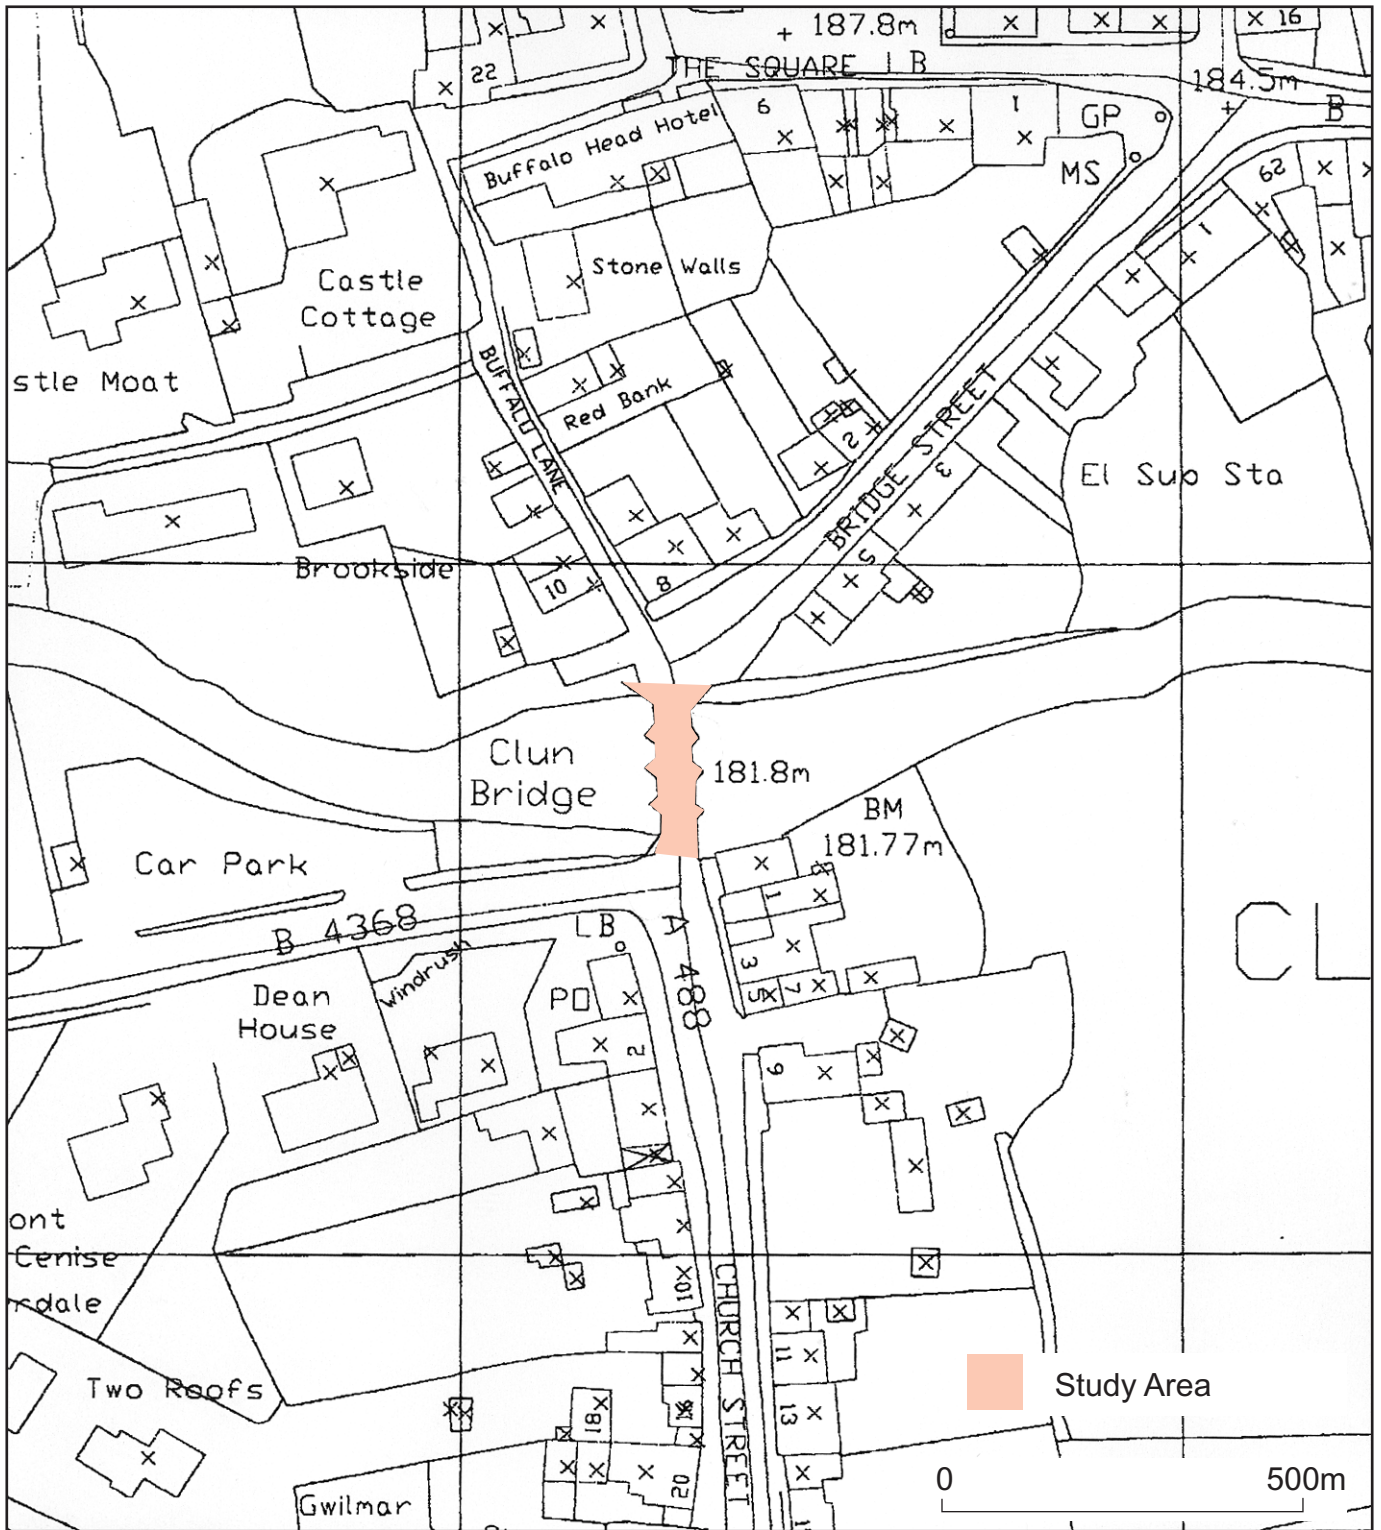 187.8m
16
22
THE SQUARE
LB
184.5m
B
6
1
GP
Buffalo Head Hotel
MS
29
1
Castle
Cottage
Stone Walls
stle Moat
BUFFALO LANE
Red Bank
2
BRIDGE STREET
3
El Sub Sta
5
Brookside
10
8
Clun
Bridge
181.8m
BM
181.77m
Car Park
1
B 4368
LB
A 488
CL
Windrush
3
Dean
House
PO
5
7
2
9
ont
Cenise
rdale
10
CHURCH STREET
11
Two Roofs
Study Area
18
16
13
20
0
500m
Gwilmar